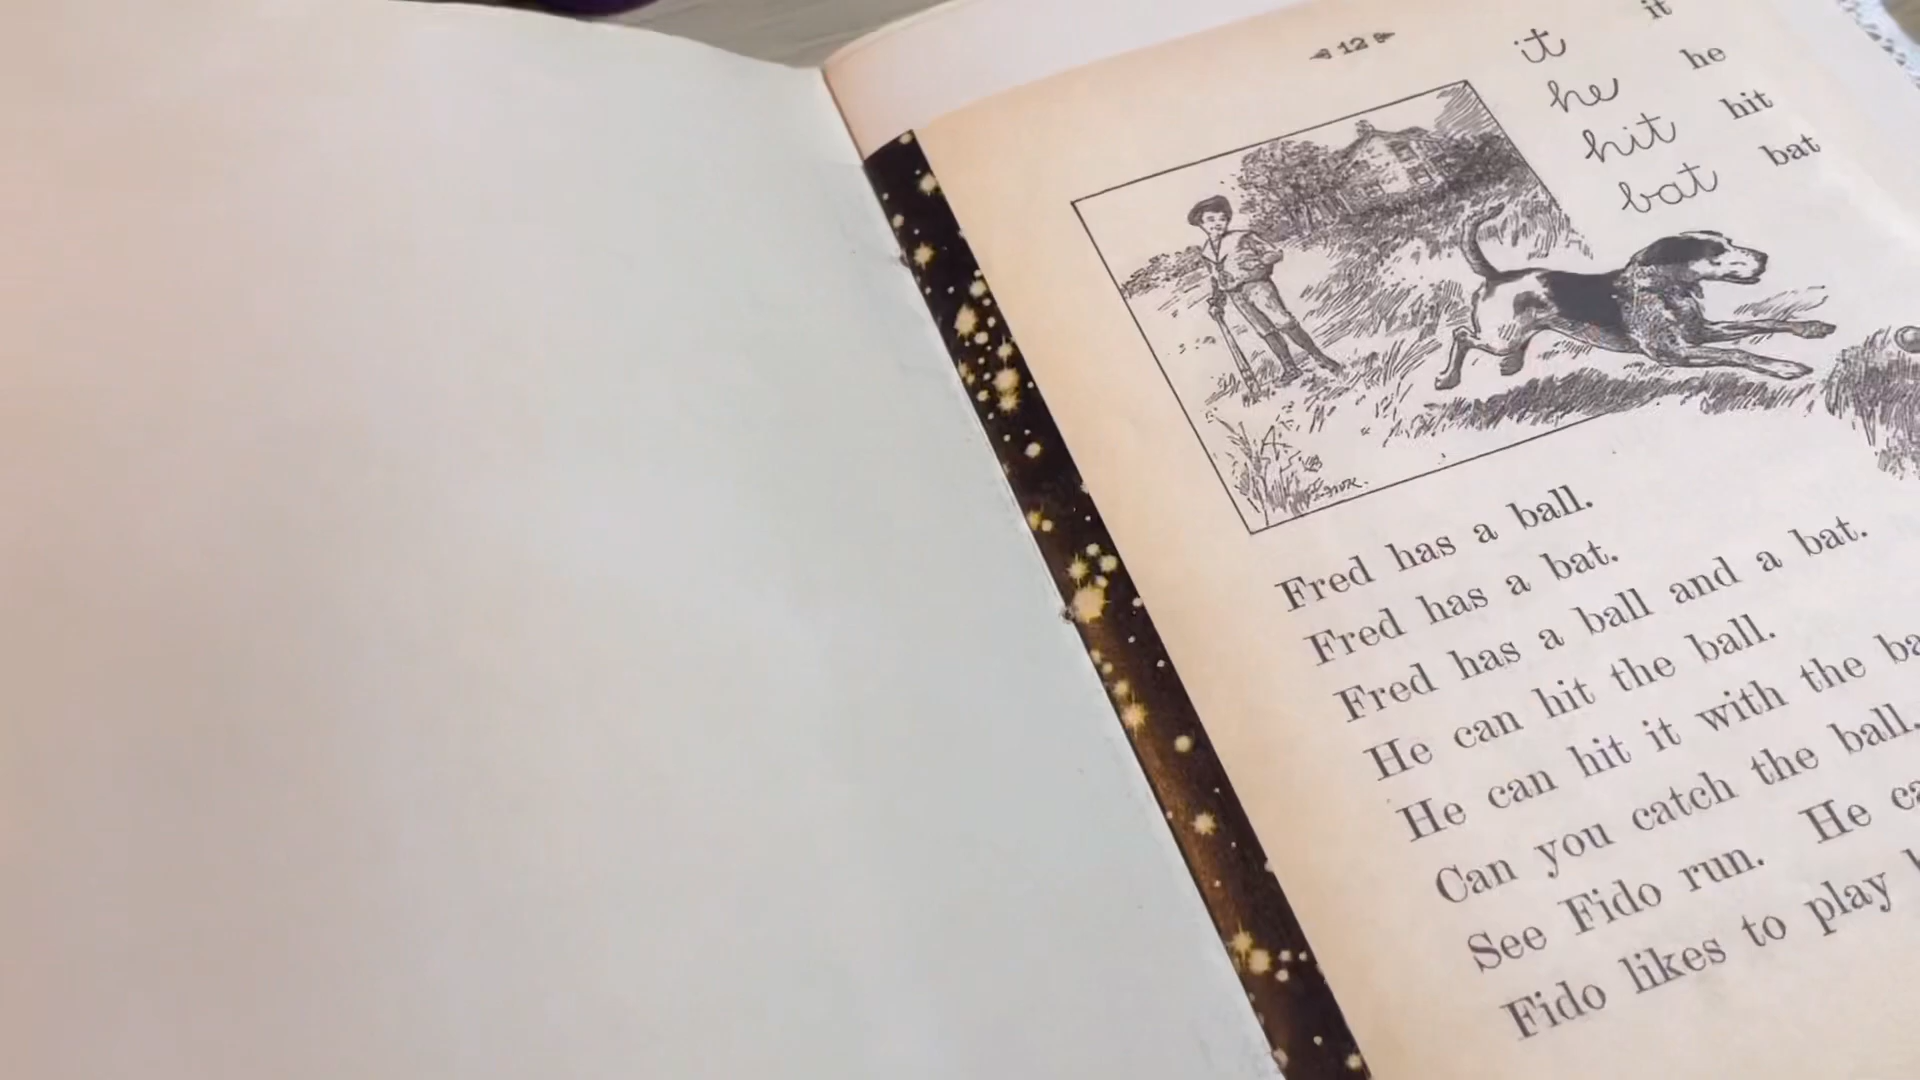 12
it it
he he
hit hit
bat bat
Fred has a ball.
Fred has a bat.
Fred has a ball and a bat.
He can hit the ball.
He can hit it with the
Can you catch the ball.
See Fido run. He
Fido likes to play